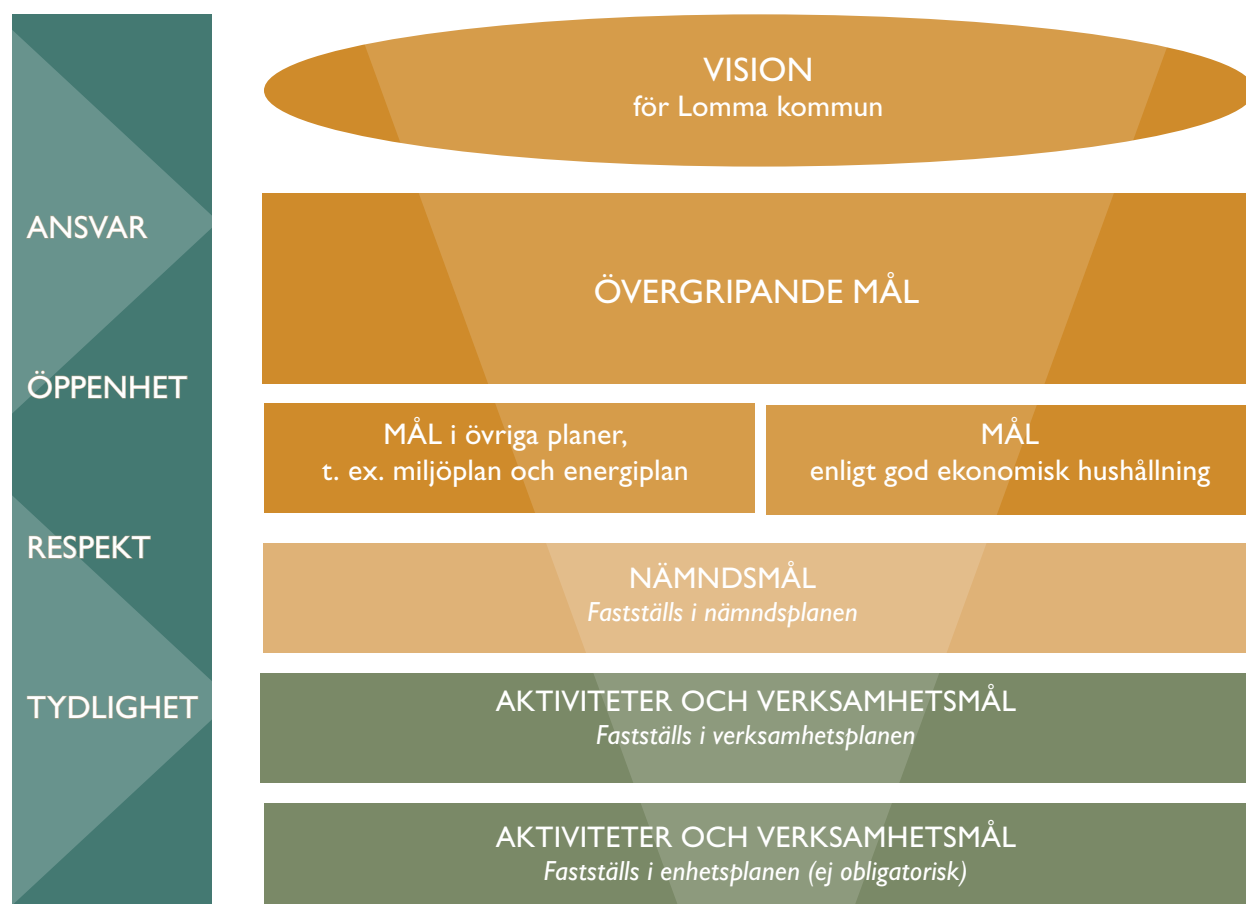 ANSVAR
ÖPPENHET
RESPEKT
TYDLIGHET
VISION
för Lomma kommun
ÖVERGRIPANDE MÅL
MÅL i övriga planer,
t. ex. miljöplan och energiplan
MÅL
enligt god ekonomisk hushållning
NÄMNDSMÅL
Fastställs i nämndsplanen
AKTIVITETER OCH VERKSAMHETSMÅL
Fastställs i verksamhetsplanen
AKTIVITETER OCH VERKSAMHETSMÅL
Fastställs i enhetsplanen (ej obligatorisk)